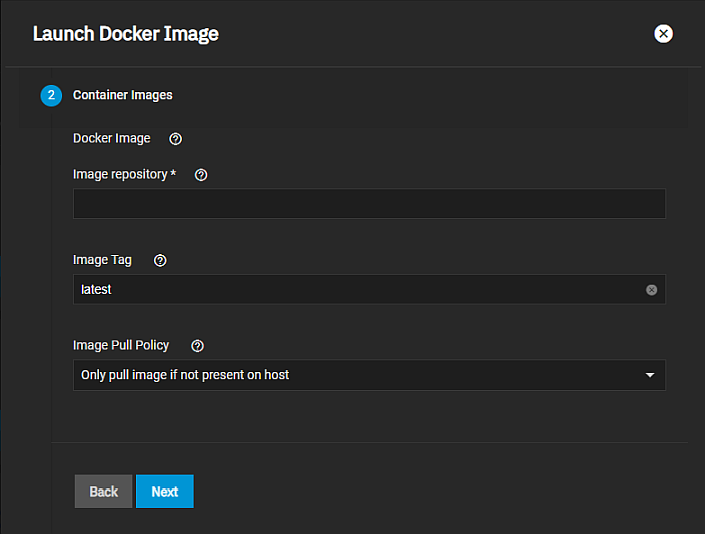 Launch Docker Image
2 Container Images
Docker Image
Image repository *
Image Tag
latest
Image Pull Policy
Only pull image if not present on host
Back Next